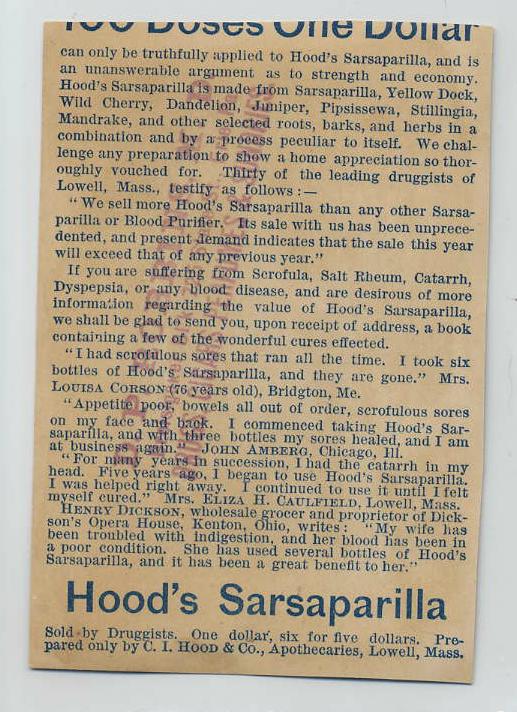 100 Doses One Dollar
can only be truthfully applied to Hood's Sarsaparilla, and is
an unanswerable argument as to strength and economy.
Hood's Sarsaparilla is made from Sarsaparilla, Yellow Dock,
Wild Cherry, Dandelion, Juniper, Pipsissewa, Stillingia,
Mandrake, and other selected roots, barks, and herbs in a
combination and by a process peculiar to itself. We chal-
lenge any preparation to show a home appreciation so thor-
oughly vouched for. Thirty of the leading druggists of
Lowell, Mass., testify as follows:—
"We sell more Hood's Sarsaparilla than any other Sarsa-
parilla or Blood Purifier. Its sale with us has been unprece-
dented, and present demand indicates that the sale this year
will exceed that of any previous year."
If you are suffering from Scrofula, Salt Rheum, Catarrh,
Dyspepsia, or any blood disease, and are desirous of more
information regarding the value of Hood's Sarsaparilla,
we shall be glad to send you, upon receipt of address, a book
containing a few of the wonderful cures effected.
"I had scrofulous sores that ran all the time. I took six
bottles of Hood's Sarsaparilla, and they are gone." Mrs.
LOUISA CORSON (76 years old), Bridgton, Me.
"Appetite poor, bowels all out of order, scrofulous sores
on my face and back. I commenced taking Hood's Sar-
saparilla, and with three bottles my sores healed, and I am
at business again." JOHN AMBERG, Chicago, Ill.
"For many years in succession, I had the catarrh in my
head. Five years ago, I began to use Hood's Sarsaparilla.
I was helped right away. I continued to use it until I felt
myself cured." Mrs. ELIZA H. CAULFIELD, Lowell, Mass.
HENRY DICKSON, wholesale grocer and proprietor of Dick-
son's Opera House, Kenton, Ohio, writes: "My wife has
been troubled with indigestion, and her blood has been in
a poor condition. She has used several bottles of Hood's
Sarsaparilla, and it has been a great benefit to her."
Hood's Sarsaparilla
Sold by Druggists. One dollar, six for five dollars. Pre-
pared only by C. I. HOOD & CO., Apothecaries, Lowell, Mass.